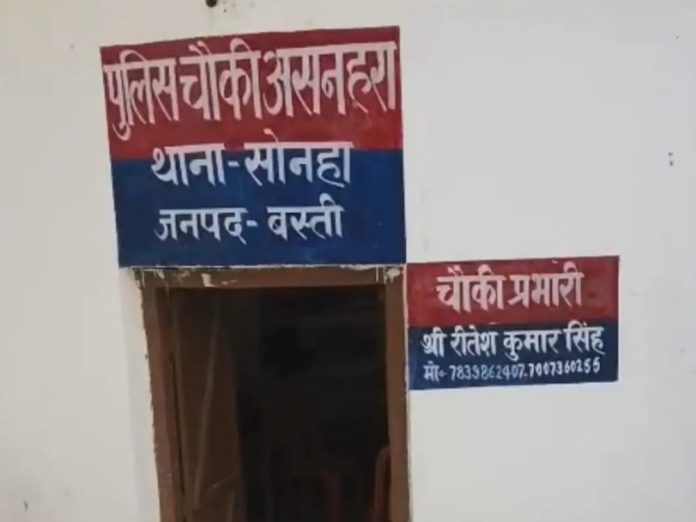 पुलिस चौकी असनहरा
थाना-सोनहा
जनपद- बस्ती
चौकी प्रभारी
श्री रीतेश कुमार सिंह
मो॰ 7839862407.7007360255